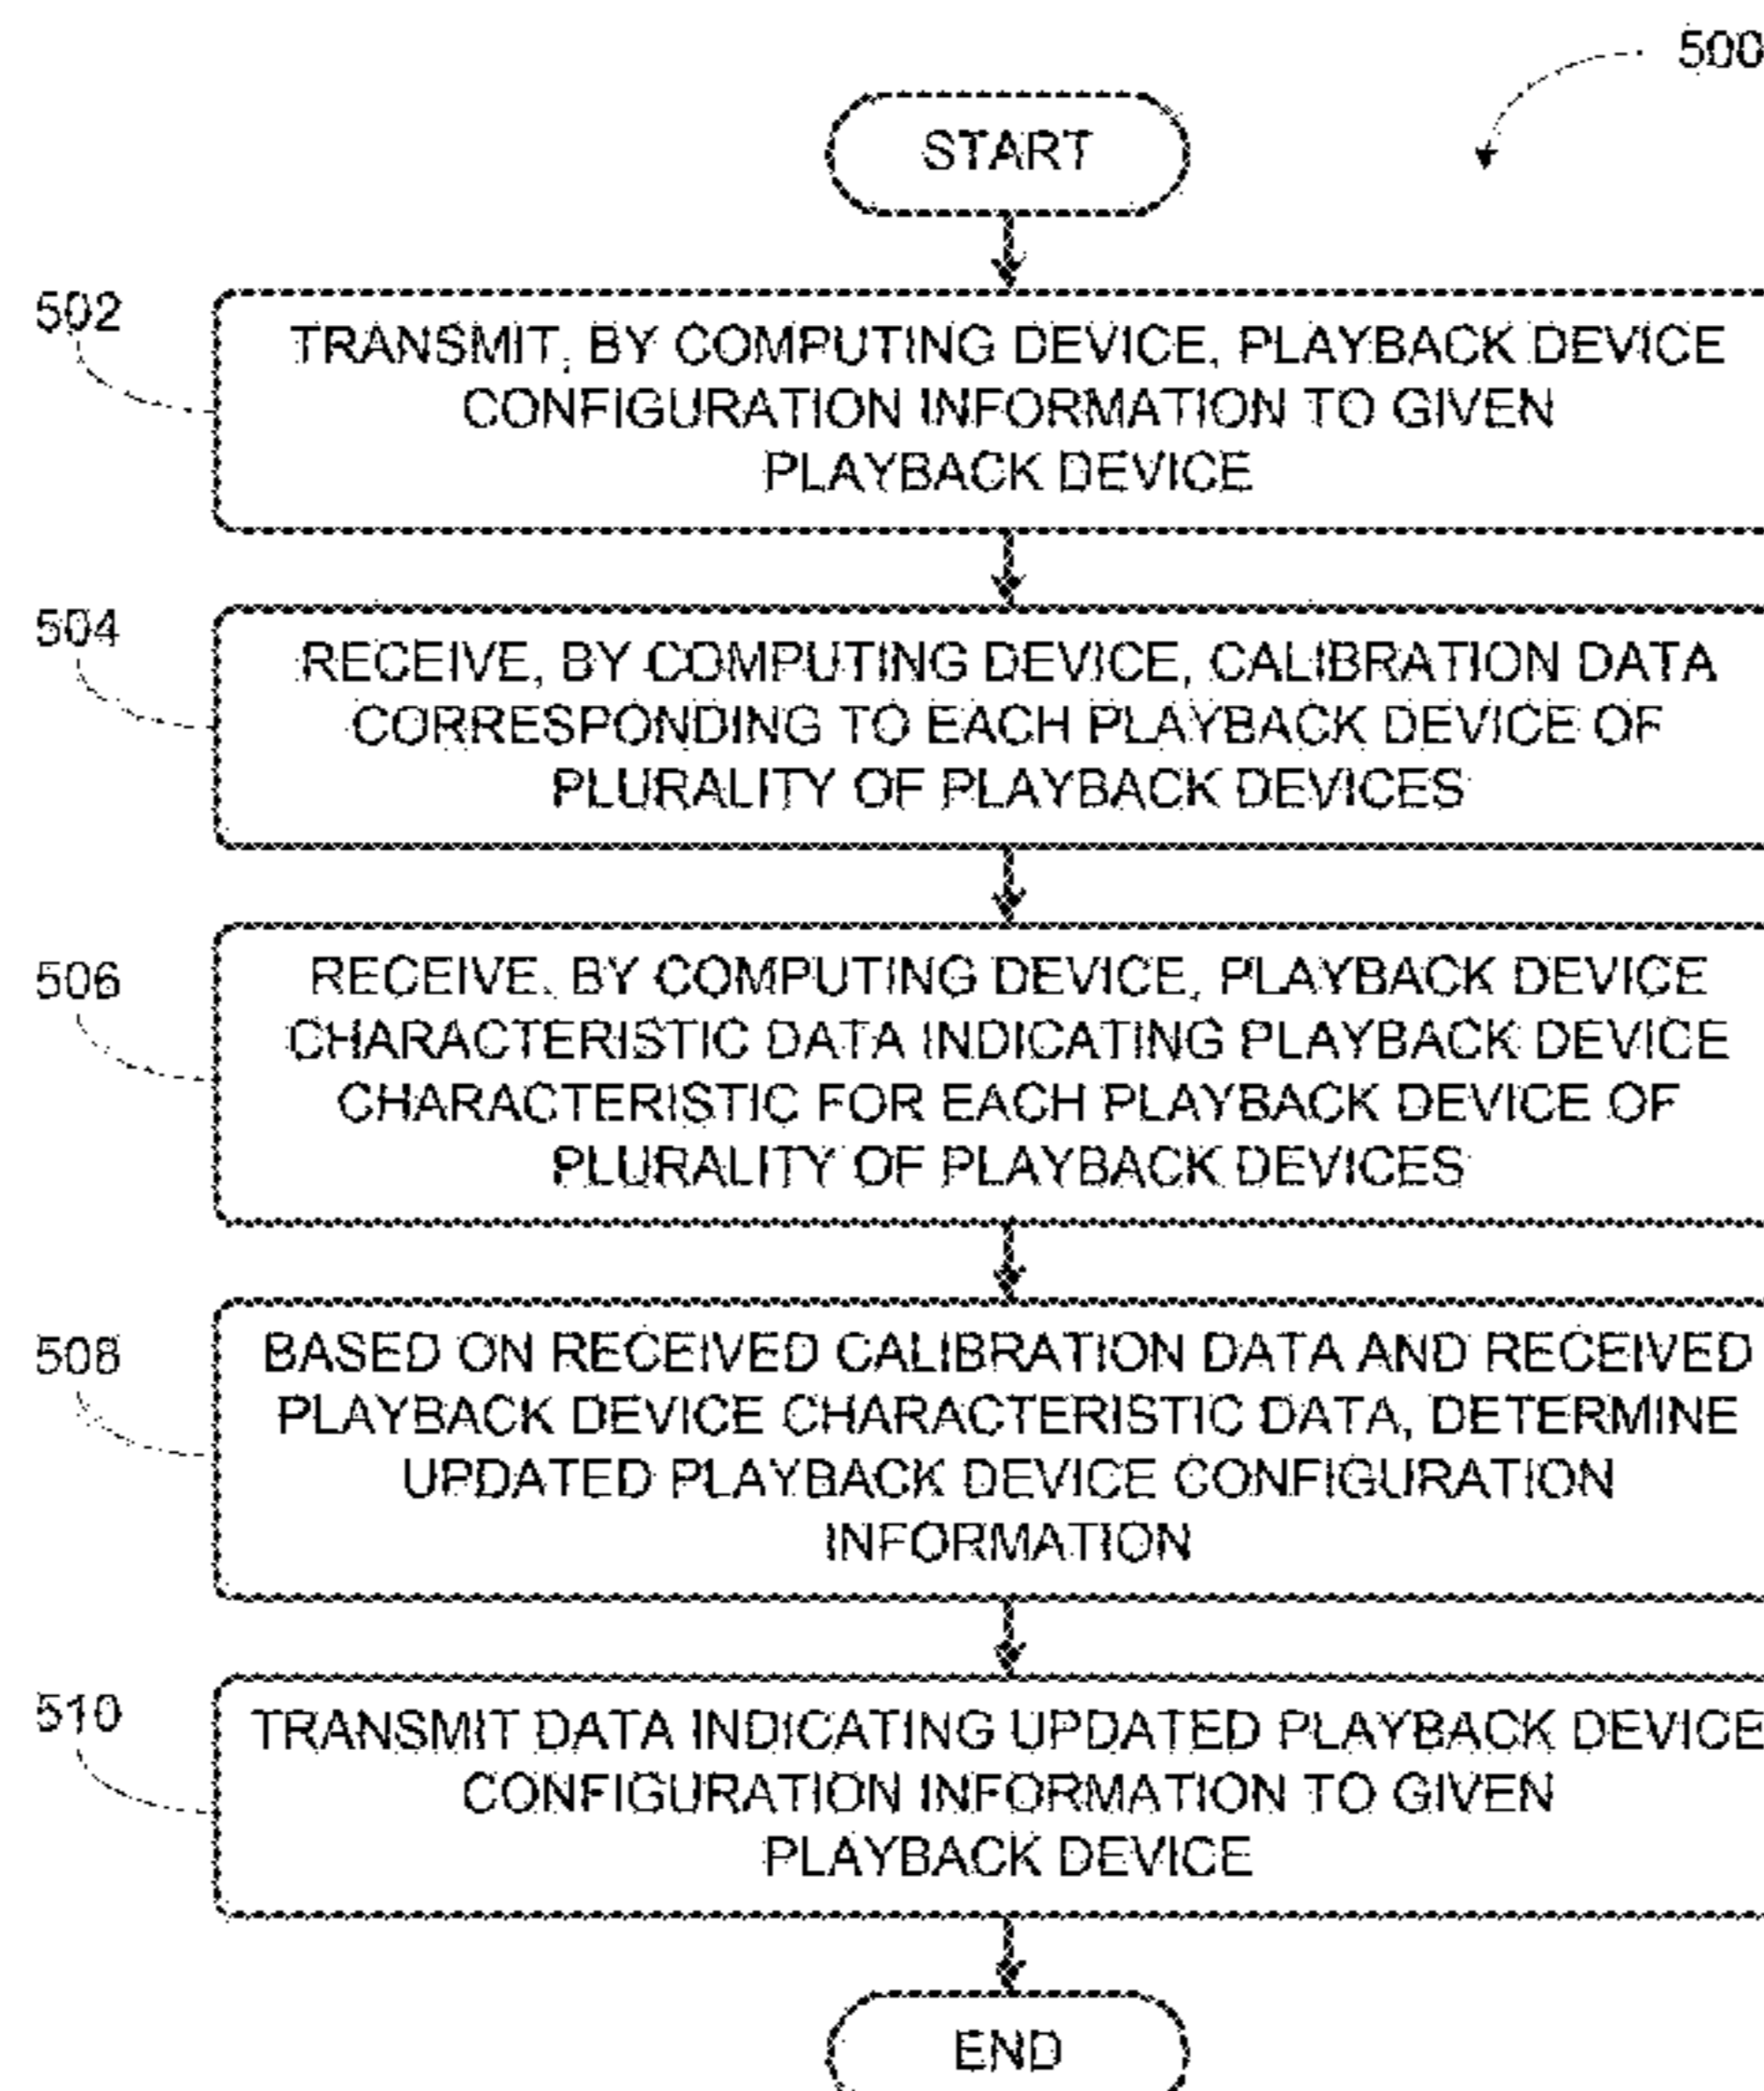 500
START
502
TRANSMIT, BY COMPUTING DEVICE, PLAYBACK DEVICE
CONFIGURATION INFORMATION TO GIVEN
PLAYBACK DEVICE
504
RECEIVE, BY COMPUTING DEVICE, CALIBRATION DATA
CORRESPONDING TO EACH PLAYBACK DEVICE OF
PLURALITY OF PLAYBACK DEVICES
506
RECEIVE, BY COMPUTING DEVICE, PLAYBACK DEVICE
CHARACTERISTIC DATA INDICATING PLAYBACK DEVICE
CHARACTERISTIC FOR EACH PLAYBACK DEVICE OF
PLURALITY OF PLAYBACK DEVICES
508
BASED ON RECEIVED CALIBRATION DATA AND RECEIVED
PLAYBACK DEVICE CHARACTERISTIC DATA, DETERMINE
UPDATED PLAYBACK DEVICE CONFIGURATION
INFORMATION
510
TRANSMIT DATA INDICATING UPDATED PLAYBACK DEVICE
CONFIGURATION INFORMATION TO GIVEN
PLAYBACK DEVICE
END